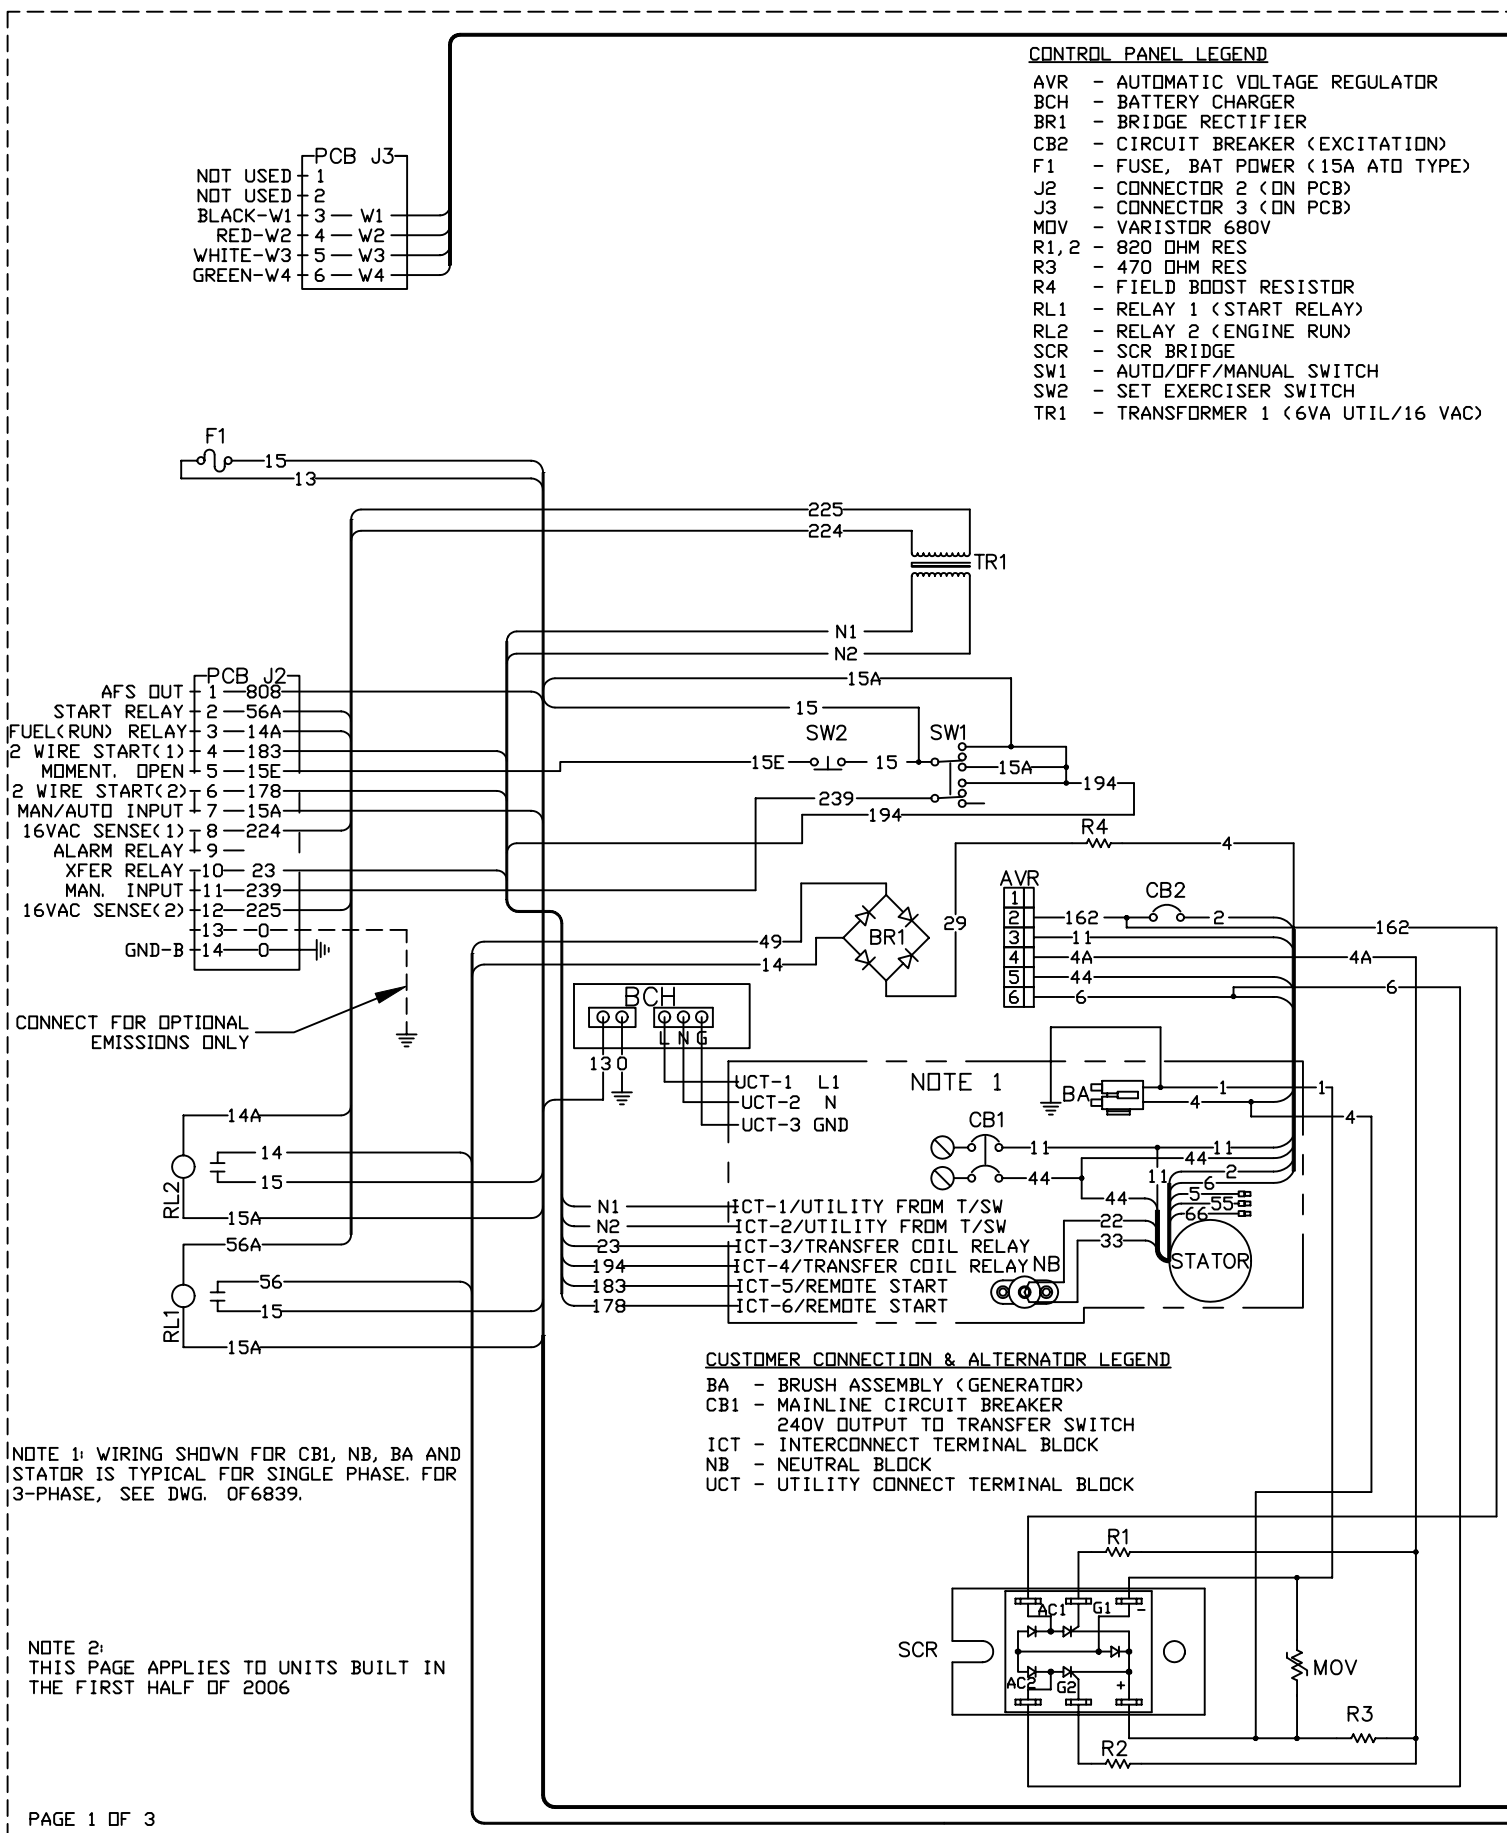 CONTROL PANEL LEGEND
AVR - AUTOMATIC VOLTAGE REGULATOR
BCH - BATTERY CHARGER
BR1 - BRIDGE RECTIFIER
CB2 - CIRCUIT BREAKER (EXCITATION)
F1 - FUSE, BAT POWER (15A ATO TYPE)
J2 - CONNECTOR 2 (ON PCB)
J3 - CONNECTOR 3 (ON PCB)
MOV - VARISTOR 680V
R1,2 - 820 OHM RES
R3 - 470 OHM RES
R4 - FIELD BOOST RESISTOR
RL1 - RELAY 1 (START RELAY)
RL2 - RELAY 2 (ENGINE RUN)
SCR - SCR BRIDGE
SW1 - AUTO/OFF/MANUAL SWITCH
SW2 - SET EXERCISER SWITCH
TR1 - TRANSFORMER 1 (6VA UTIL/16 VAC)
PCB J3
NOT USED 1
NOT USED 2
BLACK-W1 3 W1
RED-W2 4 W2
WHITE-W3 5 W3
GREEN-W4 6 W4
F1
15
13
225
224
TR1
N1
N2
PCB J2
AFS OUT 1 808
START RELAY 2 56A
FUEL(RUN) RELAY 3 14A
2 WIRE START(1) 4 183
MOMENT. OPEN 5 15E
2 WIRE START(2) 6 178
MAN/AUTO INPUT 7 15A
16VAC SENSE(1) 8 224
ALARM RELAY 9
XFER RELAY 10 23
MAN. INPUT 11 239
16VAC SENSE(2) 12 225
13 0
GND-B 14 0
CONNECT FOR OPTIONAL
EMISSIONS ONLY
15A
15
SW2 SW1
15E 15 15A
194
239
194
R4
4
AVR
1
2 162 CB2 2 162
3 11
4 4A 4A
5 44
6 6 6
49
14
BR1
29
BCH
L N G
13 0
NOTE 1
UCT-1 L1
UCT-2 N
UCT-3 GND
BA
1 1
4 4
CB1
11 11
44 44
11
2
6
5
55
66
44
22
33
STATOR
NB
N1 ICT-1/UTILITY FROM T/SW
N2 ICT-2/UTILITY FROM T/SW
23 ICT-3/TRANSFER COIL RELAY
194 ICT-4/TRANSFER COIL RELAY
183 ICT-5/REMOTE START
178 ICT-6/REMOTE START
14A
14
15
RL2
15A
56A
56
15
RL1
15A
CUSTOMER CONNECTION & ALTERNATOR LEGEND
BA - BRUSH ASSEMBLY (GENERATOR)
CB1 - MAINLINE CIRCUIT BREAKER
240V OUTPUT TO TRANSFER SWITCH
ICT - INTERCONNECT TERMINAL BLOCK
NB - NEUTRAL BLOCK
UCT - UTILITY CONNECT TERMINAL BLOCK
NOTE 1: WIRING SHOWN FOR CB1, NB, BA AND
STATOR IS TYPICAL FOR SINGLE PHASE. FOR
3-PHASE, SEE DWG. 0F6839.
R1
AC1 G1 -
SCR
AC2 G2 +
MOV
R3
R2
NOTE 2:
THIS PAGE APPLIES TO UNITS BUILT IN
THE FIRST HALF OF 2006
PAGE 1 OF 3